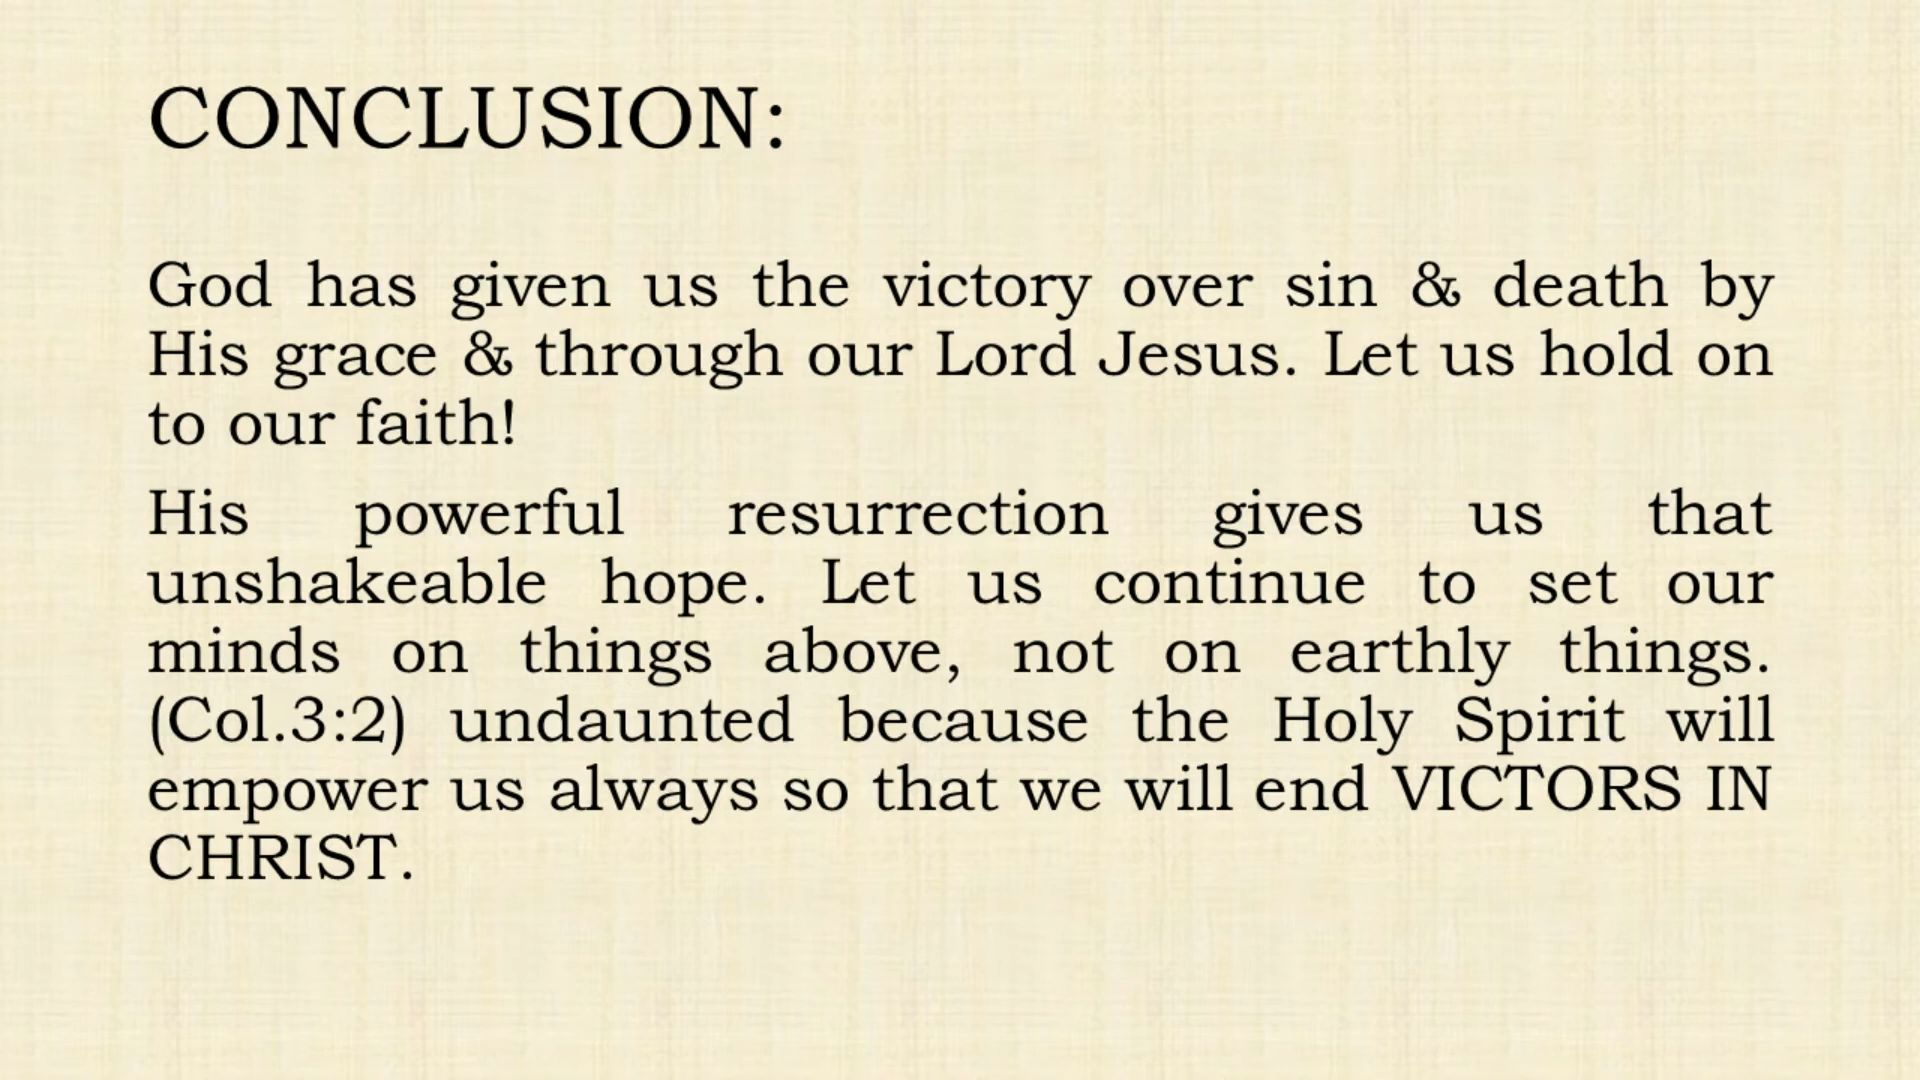 CONCLUSION:
God has given us the victory over sin & death by
His grace & through our Lord Jesus. Let us hold on
to our faith!
His powerful resurrection gives us that
unshakeable hope. Let us continue to set our
minds on things above, not on earthly things.
(Col.3:2) undaunted because the Holy Spirit will
empower us always so that we will end VICTORS IN
CHRIST.